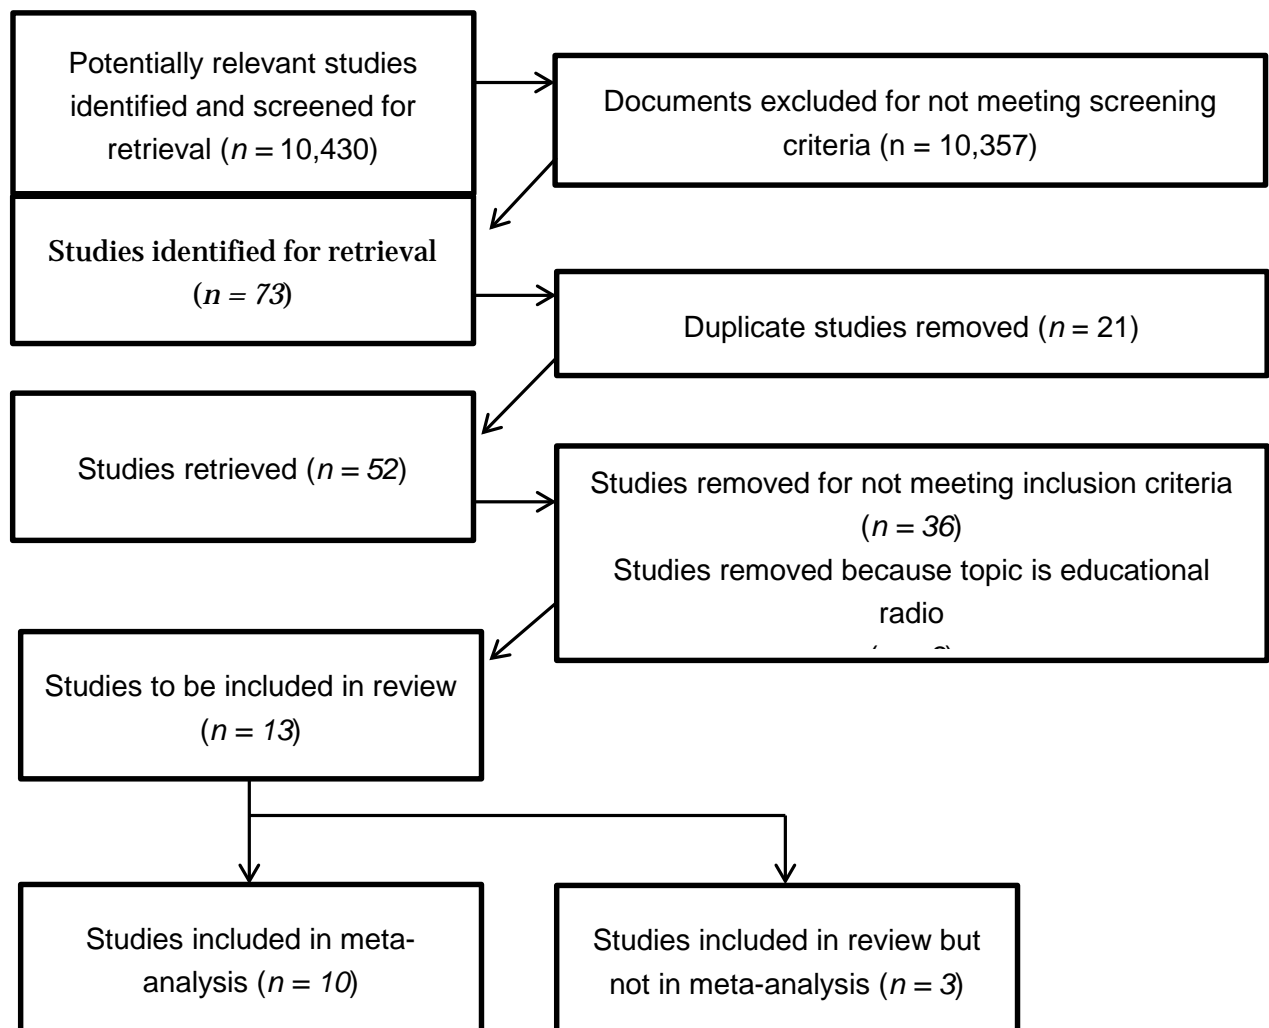 Potentially relevant studies
identified and screened for
retrieval (n = 10,430)
Documents excluded for not meeting screening
criteria (n = 10,357)
Studies identified for retrieval
(n = 73)
Duplicate studies removed (n = 21)
Studies retrieved (n = 52)
Studies removed for not meeting inclusion criteria
(n = 36)
Studies removed because topic is educational
radio
Studies to be included in review
(n = 13)
Studies included in meta-
analysis (n = 10)
Studies included in review but
not in meta-analysis (n = 3)